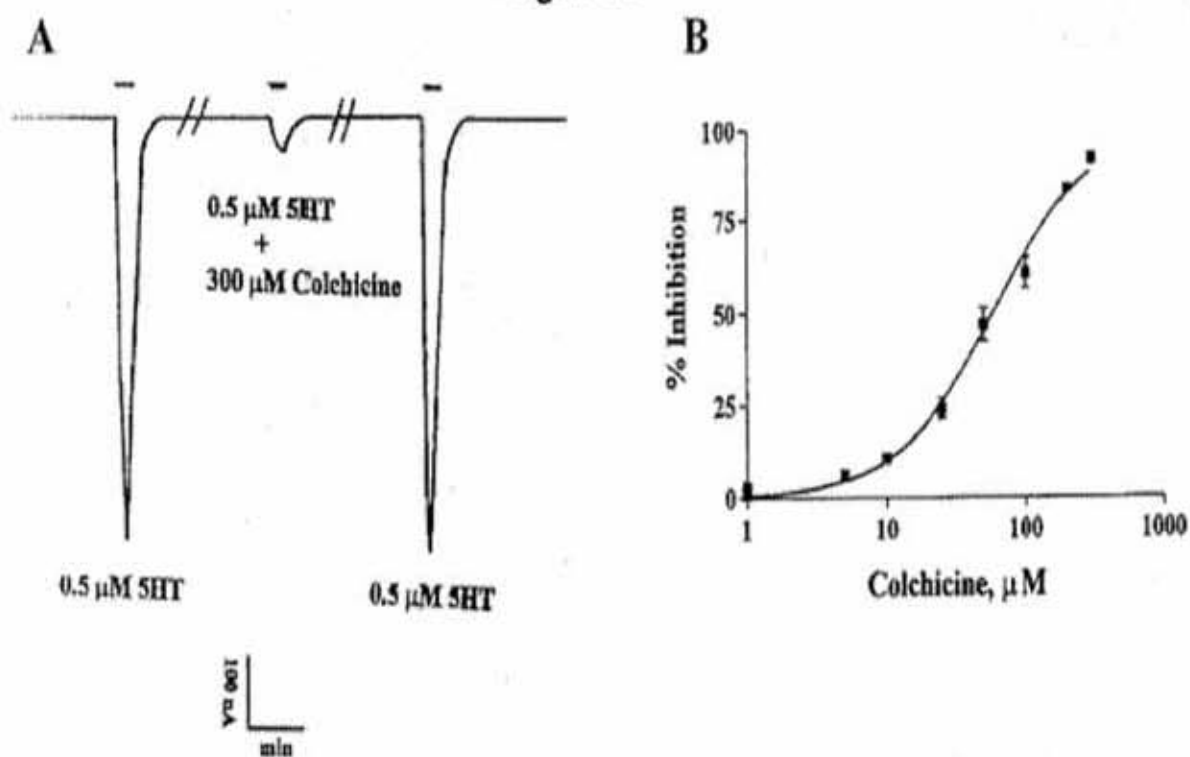 A
0.5 μM 5HT
+
300 μM Colchicine
0.5 μM 5HT
0.5 μM 5HT
100 nA
min
B
% Inhibition
100
75
50
25
0
1
10
100
1000
Colchicine, μM